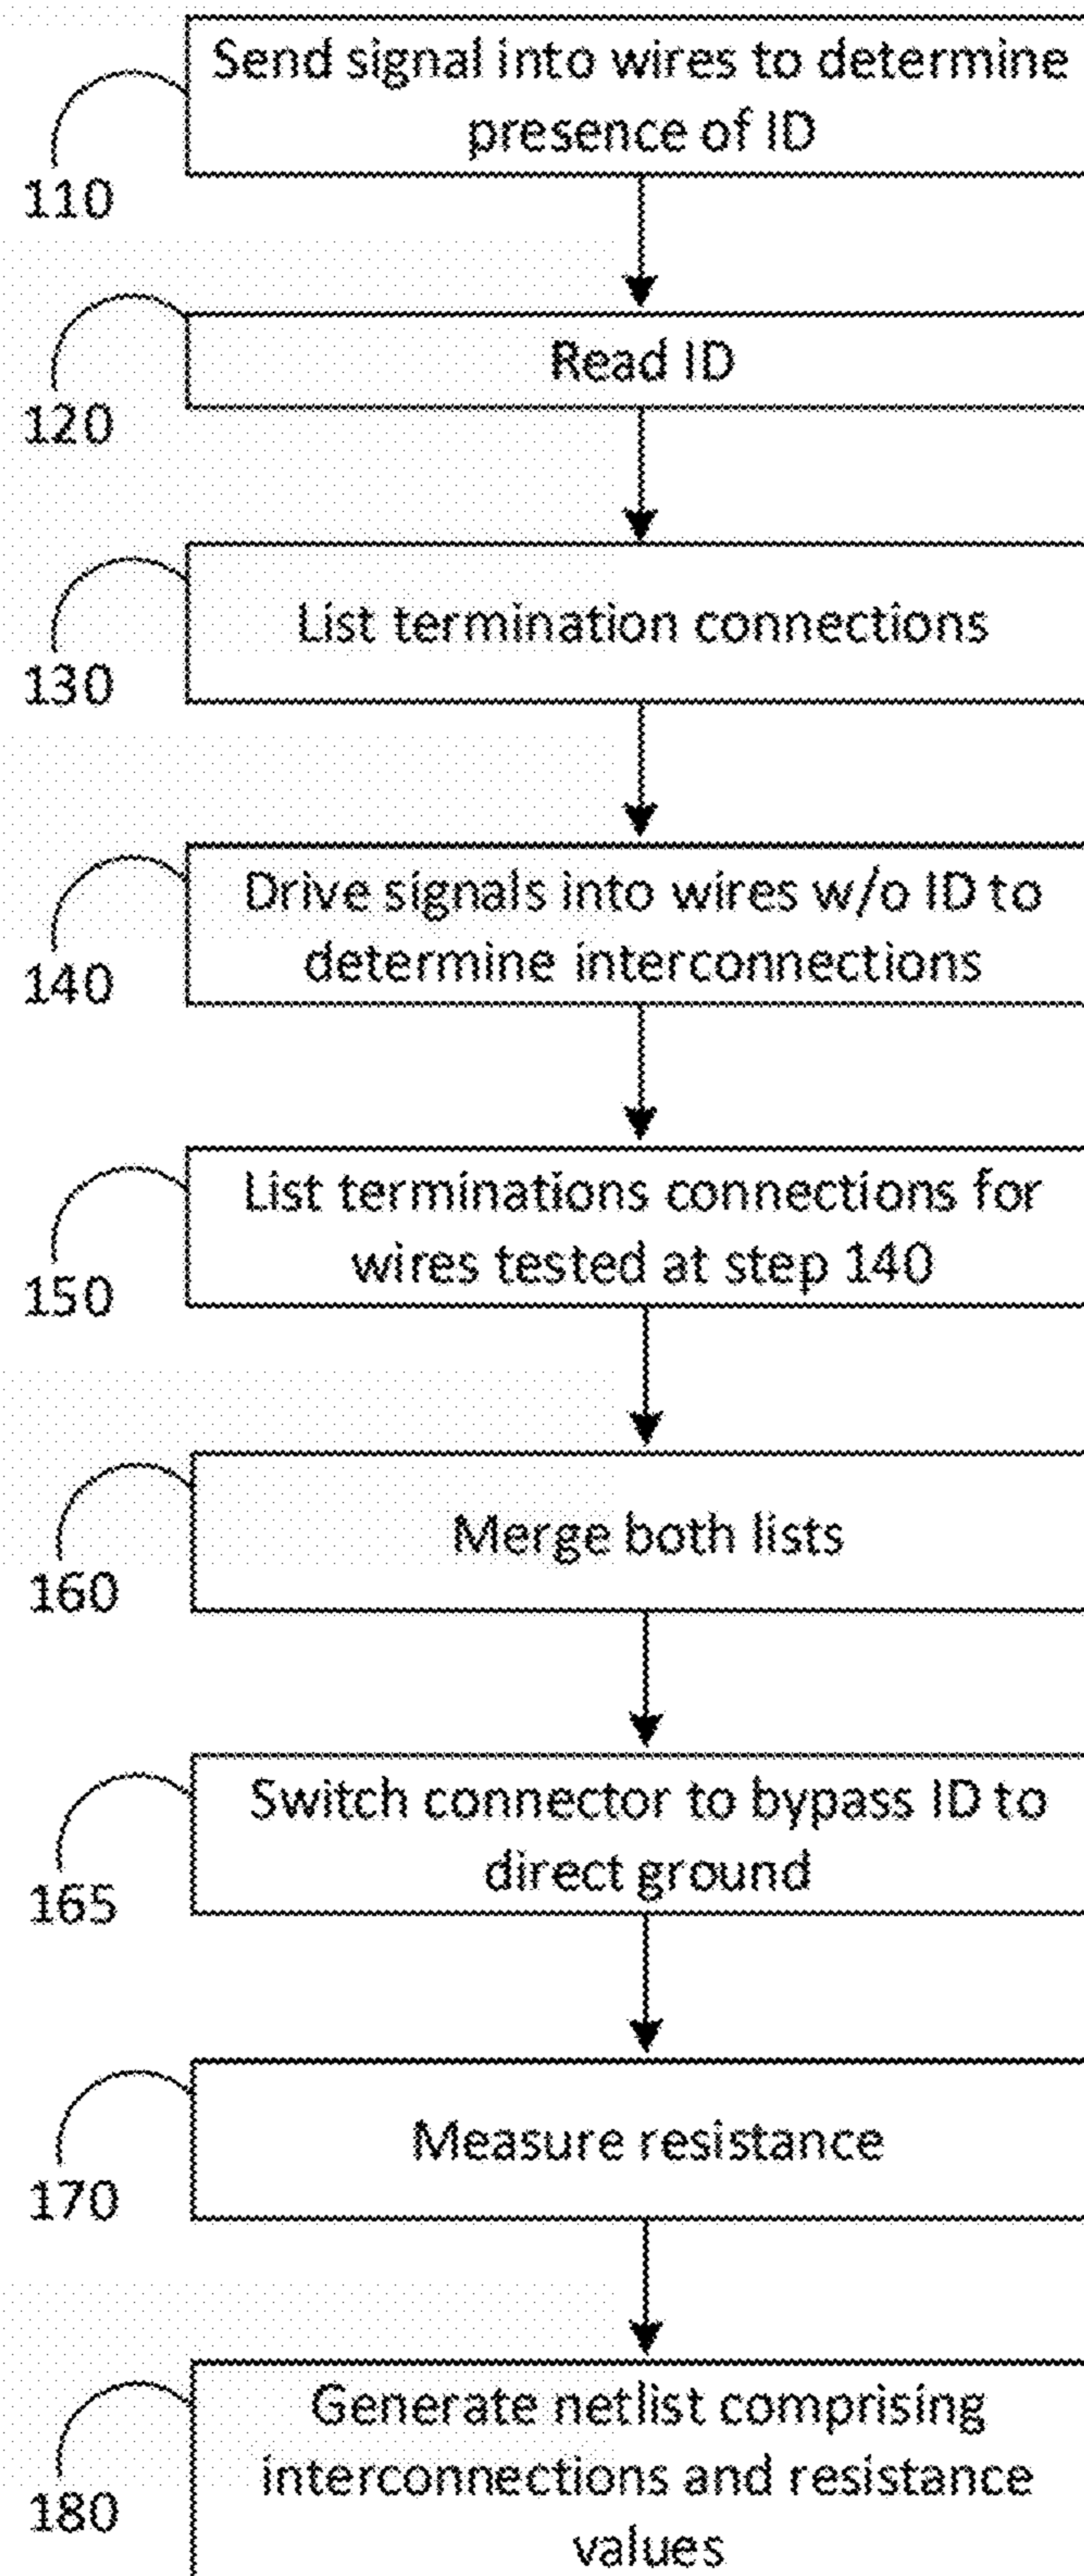 Send signal into wires to determine
presence of ID
110
Read ID
120
List termination connections
130
Drive signals into wires w/o ID to
determine interconnections
140
List terminations connections for
wires tested at step 140
150
Merge both lists
160
Switch connector to bypass ID to
direct ground
165
Measure resistance
170
Generate netlist comprising
interconnections and resistance
values
180